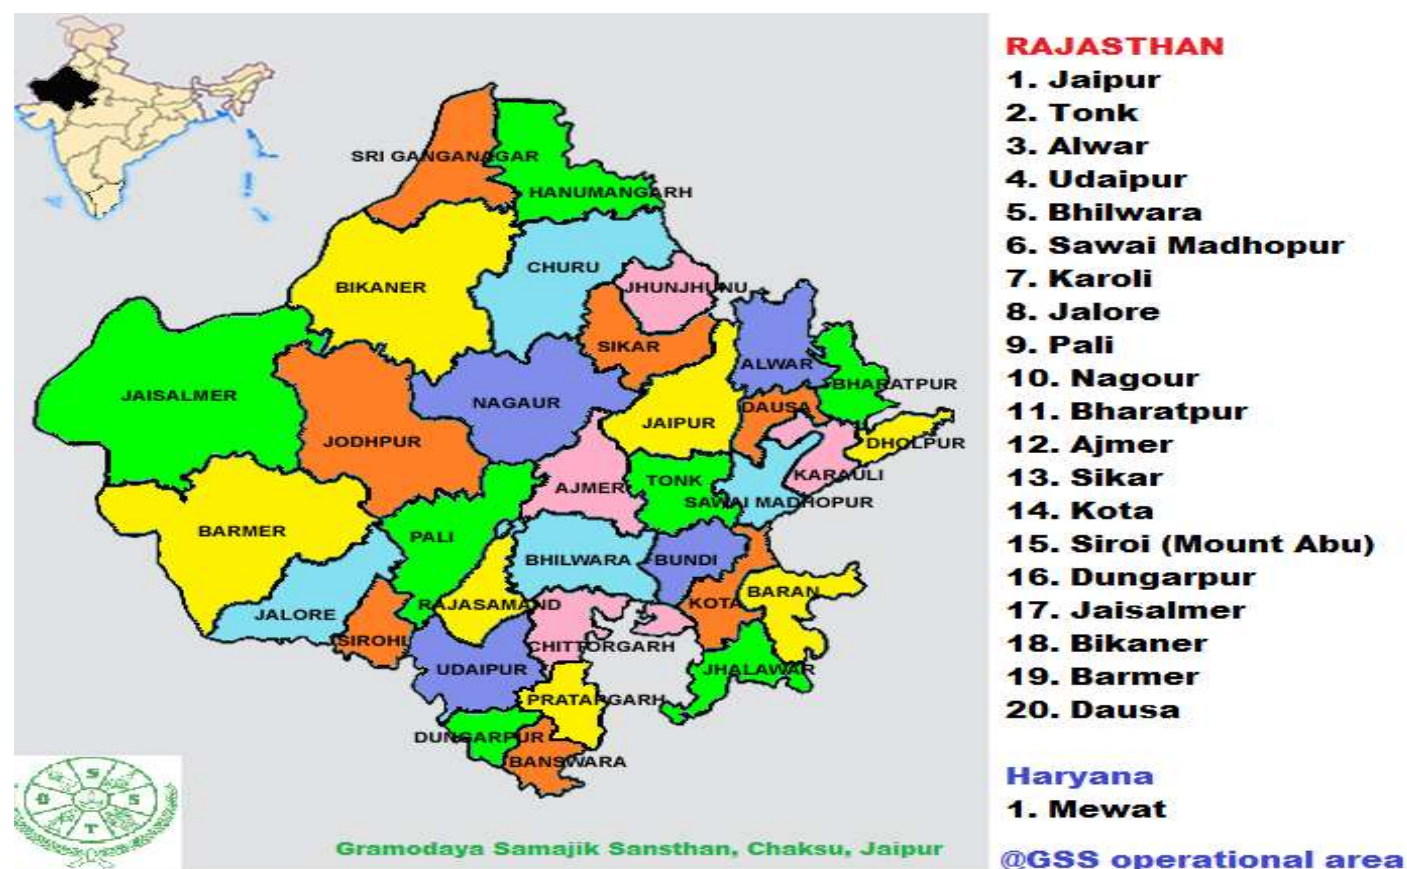 SRI GANGANAGAR
HANUMANGARH
CHURU
JHUNJHUNU
BIKANER
SIKAR
ALWAR
JAISALMER
NAGAUR
BHARATPUR
JAIPUR
DAUSA
JODHPUR
DHOLPUR
AJMER
TONK
KARAULI
SAWAI MADHOPUR
BARMER
PALI
BHILWARA
BUNDI
BARAN
JALORE
RAJASAMAND
KOTA
SIROHI
CHITTORGARH
UDAIPUR
JHALAWAR
PRATAPGARH
DUNGARPUR
BANSWARA
G S S T
Gramodaya Samajik Sansthan, Chaksu, Jaipur
RAJASTHAN
1. Jaipur
2. Tonk
3. Alwar
4. Udaipur
5. Bhilwara
6. Sawai Madhopur
7. Karoli
8. Jalore
9. Pali
10. Nagour
11. Bharatpur
12. Ajmer
13. Sikar
14. Kota
15. Siroi (Mount Abu)
16. Dungarpur
17. Jaisalmer
18. Bikaner
19. Barmer
20. Dausa
Haryana
1. Mewat
@GSS operational area